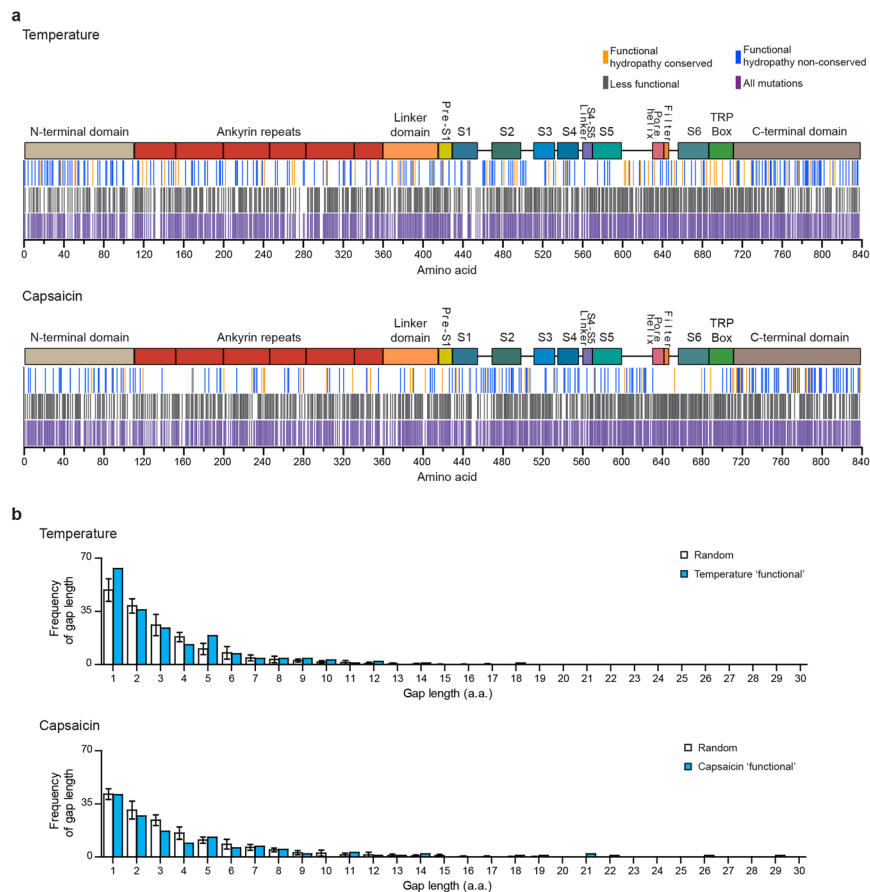 a
Temperature
Functional hydropathy conserved
Functional hydropathy non-conserved
Less functional
All mutations
N-terminal domain
Ankyrin repeats
Linker domain
Pre-S1
S1
S2
S3
S4
S4-S5 Linker
S5
Pore helix
Filter
S6
TRP Box
C-terminal domain
0 40 80 120 160 200 240 280 320 360 400 440 480 520 560 600 640 680 720 760 800 840
Amino acid
Capsaicin
N-terminal domain
Ankyrin repeats
Linker domain
Pre-S1
S1
S2
S3
S4
S4-S5 Linker
S5
Pore helix
Filter
S6
TRP Box
C-terminal domain
0 40 80 120 160 200 240 280 320 360 400 440 480 520 560 600 640 680 720 760 800 840
Amino acid
b
Temperature
Frequency of gap length
70
35
0
Random
Temperature ‘functional’
1 2 3 4 5 6 7 8 9 10 11 12 13 14 15 16 17 18 19 20 21 22 23 24 25 26 27 28 29 30
Gap length (a.a.)
Capsaicin
Frequency of gap length
70
35
0
Random
Capsaicin ‘functional’
1 2 3 4 5 6 7 8 9 10 11 12 13 14 15 16 17 18 19 20 21 22 23 24 25 26 27 28 29 30
Gap length (a.a.)